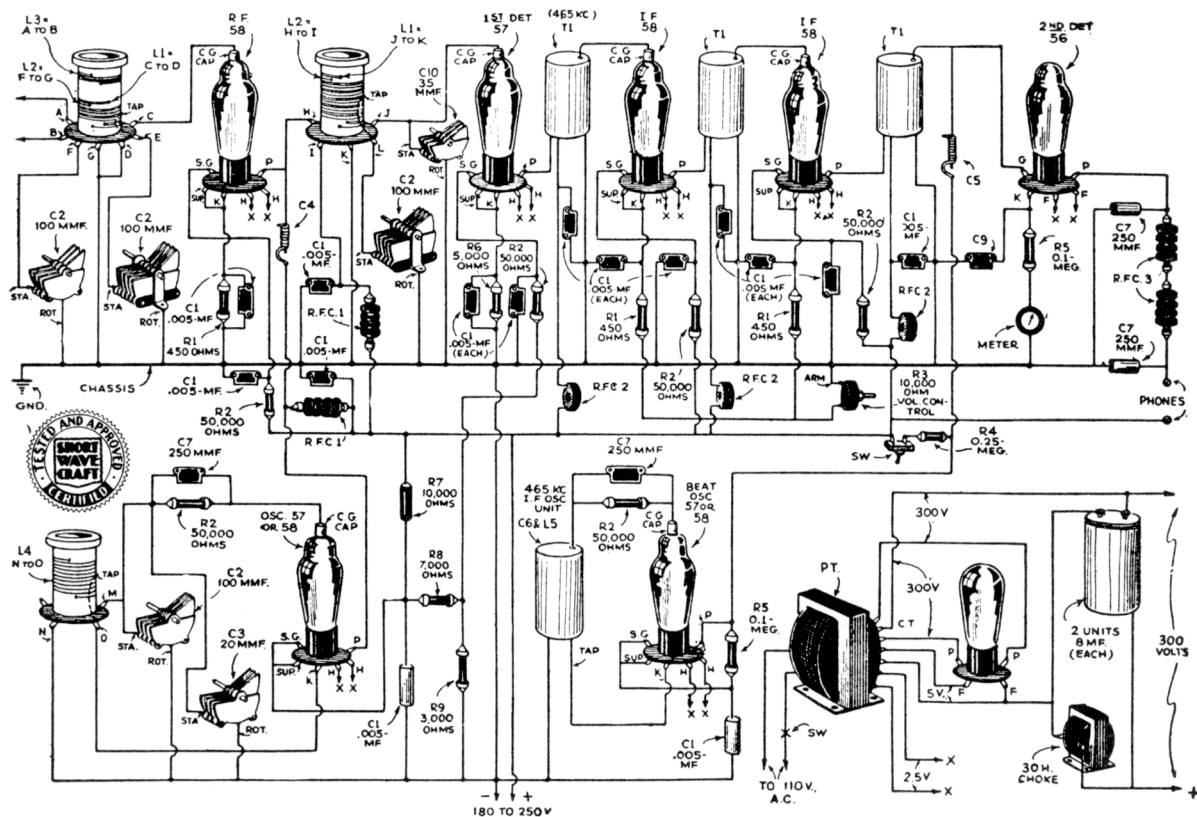 L3=
A TO B
L2=
F TO G
L1=
C TO D
TAP
A
B
C
E
F
G
D
R.F.
58
C.G.
CAP
S.G.
P
SUP.
K
H
H
X
X
L2=
H TO I
L1=
J TO K
TAP
H
J
I
K
L
C10
35
MMF.
STA.
ROT.
1ST DET
57
C.G.
CAP
S.G.
P
SUP.
K
H
H
X
X
(465 KC)
T1
I.F.
58
C.G.
CAP
S.G.
P
SUP.
K
H
H
X
X
T1
I.F.
58
C.G.
CAP
S.G.
P
SUP.
K
H
H
X
X
T1
2ND DET
56
G
P
K
F
F
X
X
C5
C2
100 MMF.
STA.
ROT.
C2
100 MMF
STA
ROT.
C4
C2
100 MMF
STA
ROT.
C1
.005-MF
R1
450 OHMS
C1
.005-
MF.
R.F.C.1
R6
5,000
OHMS
R2
50,000
OHMS
C1
.005-MF
(EACH)
C1
.005-MF
(EACH)
R1
450
OHMS
C1
.005-MF
(EACH)
R1
450
OHMS
R2
50,000
OHMS
C1
.005-MF
C9
R.F.C.2
R5
0.1-
MEG.
METER
C7
250
MMF
R.F.C.3
C7
250
MMF.
PHONES
GND.
CHASSIS
C1
.005-MF.
R2
50,000
OHMS
C1
.005-MF
R.F.C.1
R.F.C.2
R2
50,000
OHMS
R.F.C.2
ARM
R3
10,000
OHM
VOL.CON-
TROL
SW
R4
0.25-
MEG.
TESTED AND APPROVED
SHORT
WAVE
CRAFT
CERTIFIED
C7
250 MMF
R2
50,000
OHMS
OSC. 57
OR 58
C.G.
CAP
S.G.
P
SUP.
K
H
H
X
X
L4
N TO O
TAP
M
N
O
C2
100 MMF.
STA.
ROT.
C3
20 MMF.
STA
ROT.
R7
10,000
OHMS
R8
7,000
OHMS
R9
3,000
OHMS
C1
.005-
MF
465 KC
I.F. OSC
UNIT
C6 & L5
TAP
C7
250 MMF
R2
50,000
OHMS
BEAT
OSC
57 OR
58
C.G.
CAP
S.G.
P
SUP.
K
H
H
X
X
R5
0.1-
MEG.
C1
.005-
MF
- +
180 TO 250 V
PT.
300V
300V
CT
P
P
F
F
5V.
SW
X
TO 110V.,
A.C.
2.5V
X
X
2 UNITS
8 MF.
(EACH)
300
VOLTS
30 H.
CHOKE
+